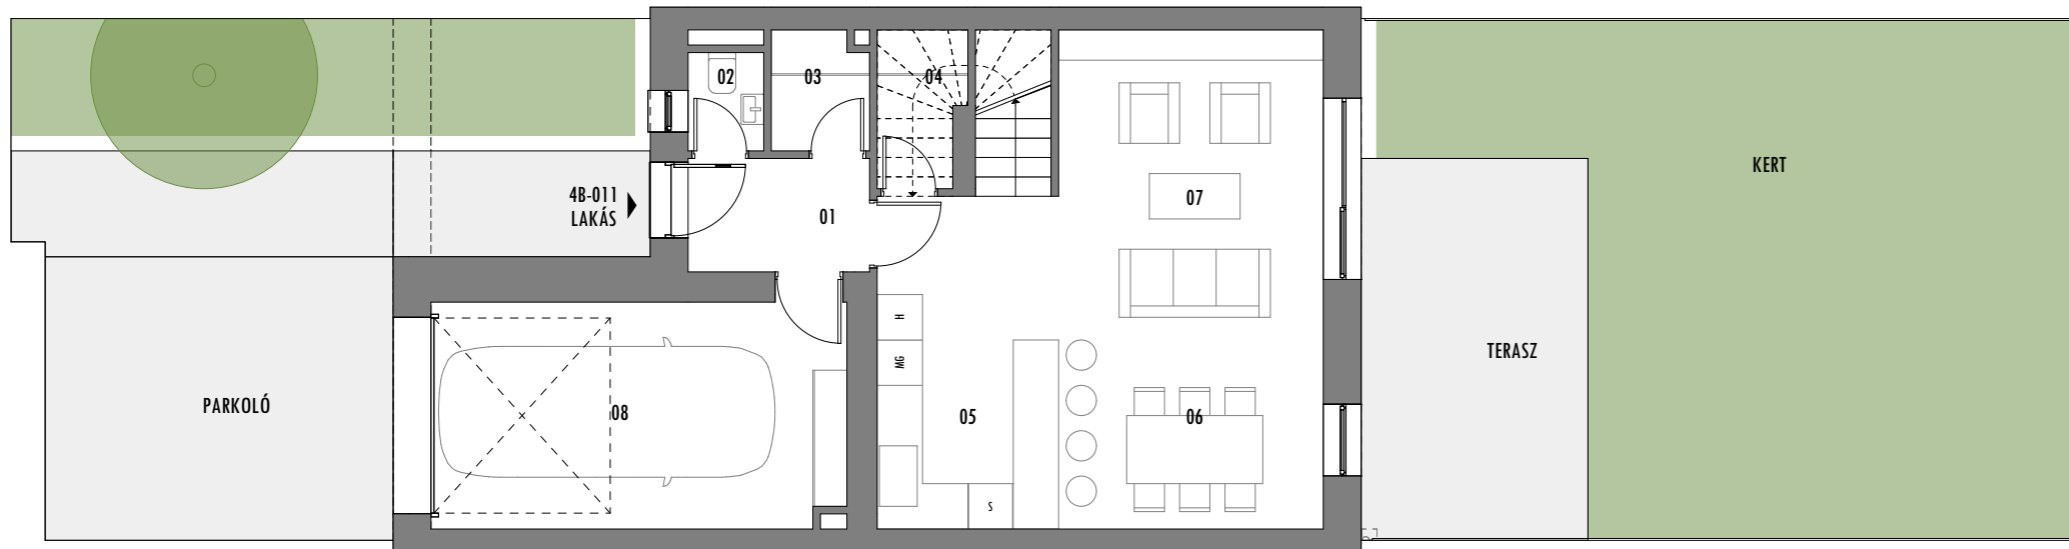 02
03
04
KERT
4B-011
LAKÁS
01
07
H
MG
TERASZ
PARKOLÓ
08
05
06
S